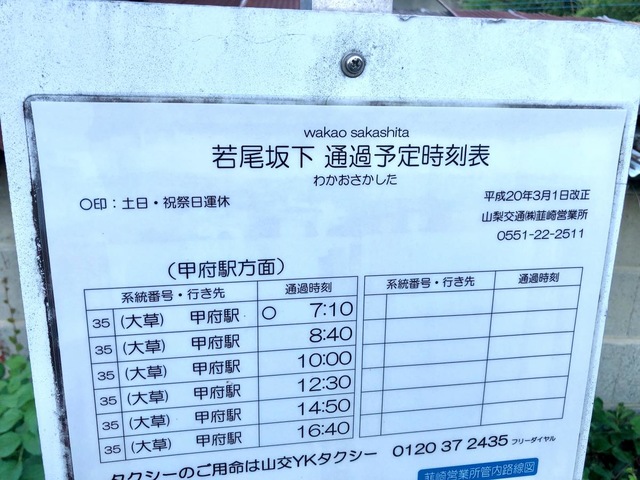 wakao sakashita
若尾坂下 通過予定時刻表
わかおさかした
〇印：土日・祝祭日運休
平成20年3月1日改正
山梨交通㈱韮崎営業所
0551-22-2511
(甲府駅方面)
系統番号・行き先 通過時刻 系統番号・行き先 通過時刻
35 (大草) 甲府駅 〇 7:10
35 (大草) 甲府駅 8:40
35 (大草) 甲府駅 10:00
35 (大草) 甲府駅 12:30
35 (大草) 甲府駅 14:50
35 (大草) 甲府駅 16:40
タクシーのご用命は山交YKタクシー 0120 37 2435 フリーダイヤル
韮崎営業所管内路線図